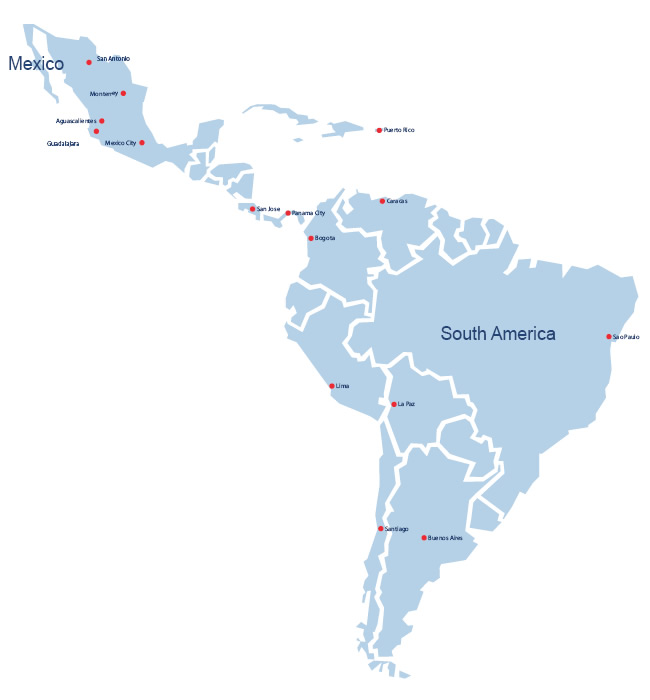 San Antonio
Mexico
Monterrey
Aguascalientes
Guadalajara
Mexico City
Puerto Rico
Caracas
San Jose
Panama City
Bogota
South America
Sao Paulo
Lima
La Paz
Santiago
Buenos Aires